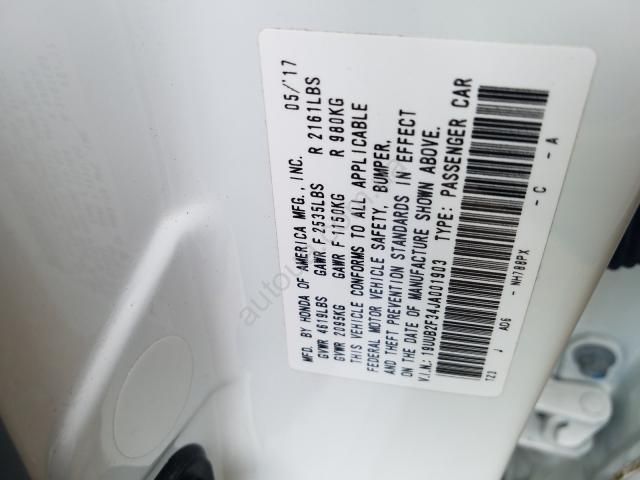 MFD. BY HONDA OF AMERICA MFG., INC. 05/'17
GVWR 4619LBS GAWR F 2535LBS R 2161LBS
GVWR 2095KG GAWR F 1150KG R 980KG
THIS VEHICLE CONFORMS TO ALL APPLICABLE
FEDERAL MOTOR VEHICLE SAFETY, BUMPER,
AND THEFT PREVENTION STANDARDS IN EFFECT
ON THE DATE OF MANUFACTURE SHOWN ABOVE.
V.I.N.: 19UUB2F34JA001903 TYPE: PASSENGER CAR
TZ3 J AD6 - NH788PX - C - A